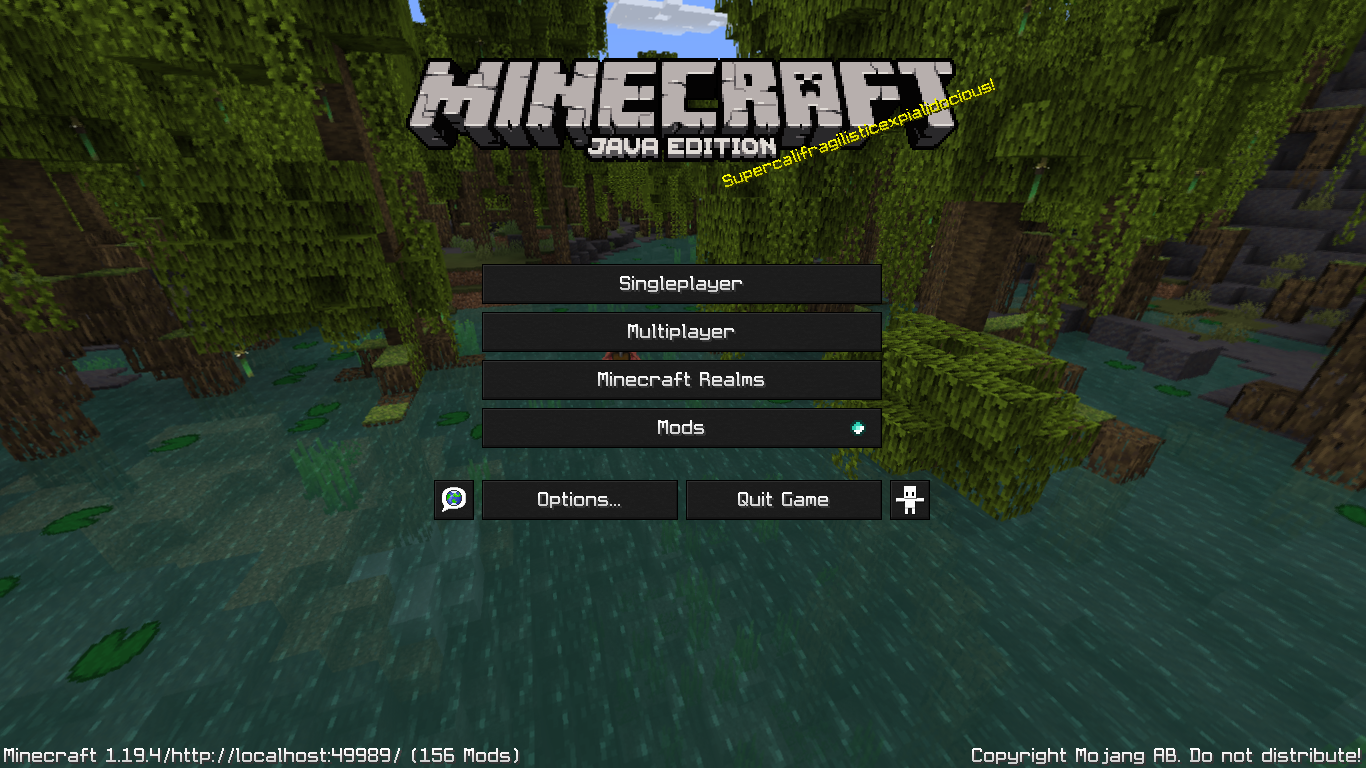 MINECRAFT
JAVA EDITION
Supercalifragilisticexpialidocious!
Singleplayer
Multiplayer
Minecraft Realms
Mods
Options...
Quit Game
Minecraft 1.19.4/http://localhost:49989/ (156 Mods)
Copyright Mojang AB. Do not distribute!